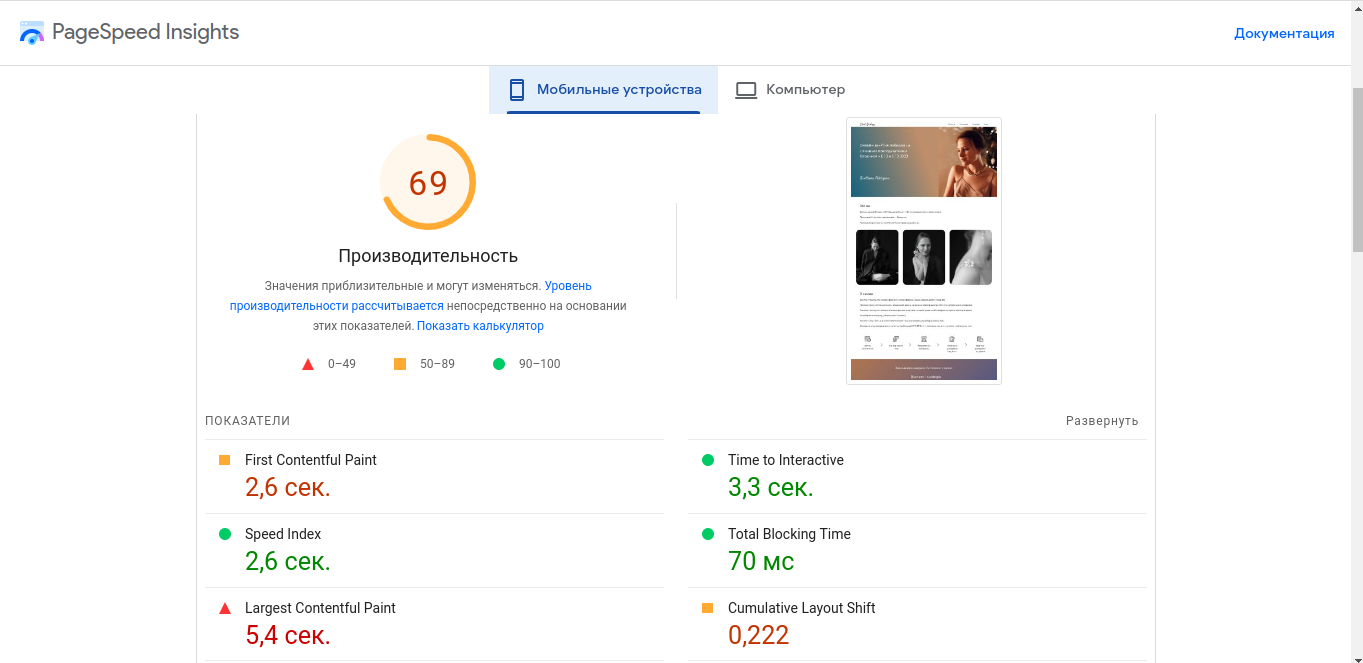 PageSpeed Insights
Документация
Мобильные устройства
Компьютер
69
Производительность
Значения приблизительные и могут изменяться. Уровень
производительности рассчитывается непосредственно на основании
этих показателей. Показать калькулятор
0–49
50–89
90–100
ПОКАЗАТЕЛИ
Развернуть
First Contentful Paint
2,6 сек.
Time to Interactive
3,3 сек.
Speed Index
2,6 сек.
Total Blocking Time
70 мс
Largest Contentful Paint
5,4 сек.
Cumulative Layout Shift
0,222